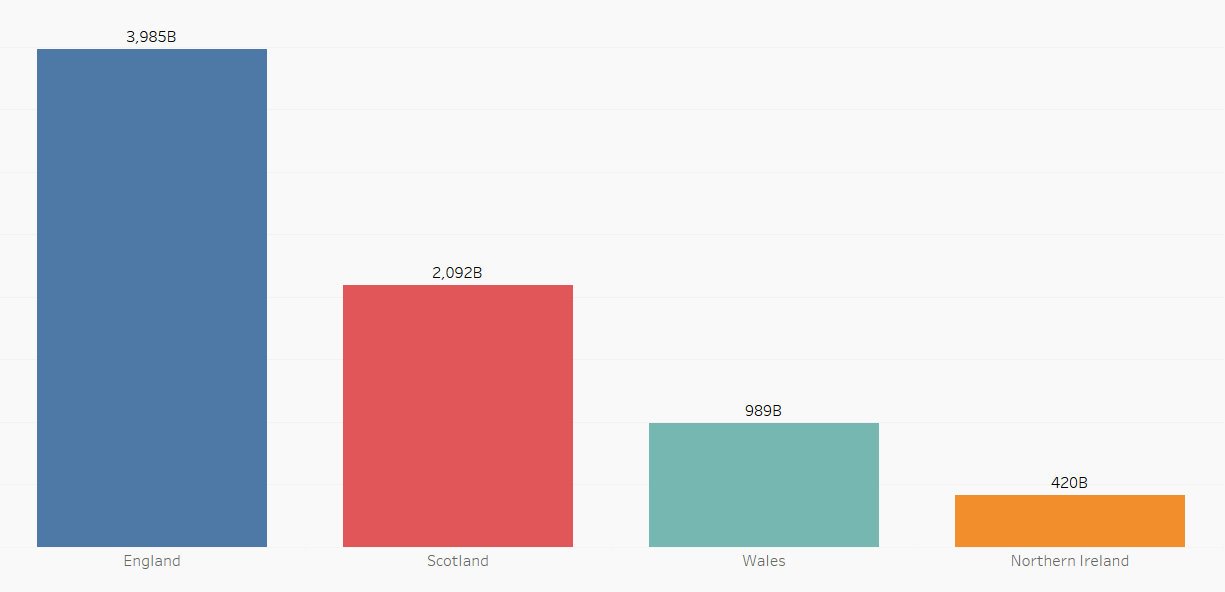 3,985B
2,092B
989B
420B
England
Scotland
Wales
Northern Ireland